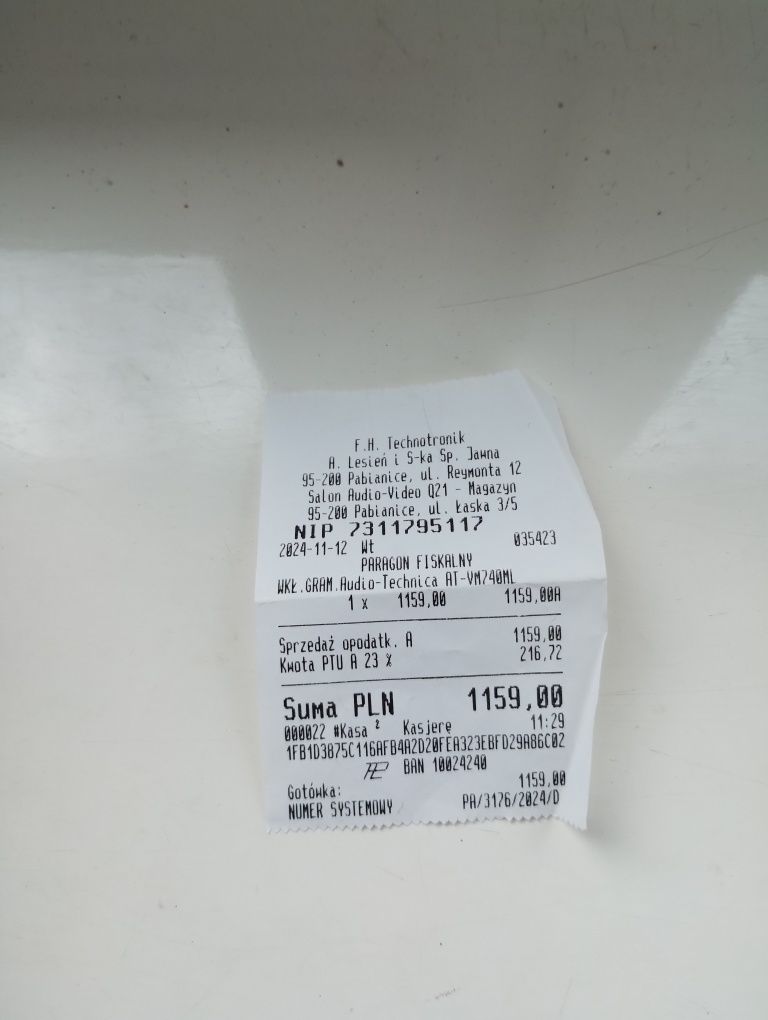 F.H. Technotronik
A. Lesień i S-ka Sp. Jawna
95-200 Pabianice, ul. Reymonta 12
Salon Audio-Video Q21 - Magazyn
95-200 Pabianice, ul. Łaska 3/5
NIP 7311795117
2024-11-12 Wt 035423
PARAGON FISKALNY
WKŁ.GRAM.Audio-Technica AT-VM740ML
1 x 1159,00 1159,00A
Sprzedaż opodatk. A 1159,00
Kwota PTU A 23 % 216,72
Suma PLN 1159,00
000022 #Kasa 2 Kasjerę 11:29
1FB1D3875C116AFB4A2D20FEA323EBFD29A86C02
BAN 10024240
Gotówka: 1159,00
NUMER SYSTEMOWY PA/3176/2024/D